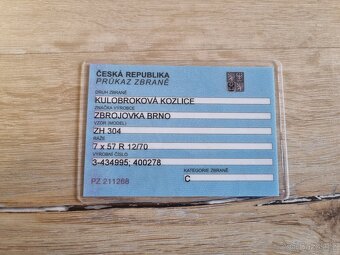 ČESKÁ REPUBLIKA
PRŮKAZ ZBRANĚ
DRUH ZBRANĚ
KULOBROKOVÁ KOZLICE
ZNAČKA VÝROBCE
ZBROJOVKA BRNO
VZOR (MODEL)
ZH 304
RÁŽE
7 x 57 R 12/70
VÝROBNÍ ČÍSLO
3-434995; 400278
KATEGORIE ZBRANĚ
PZ 211268 C